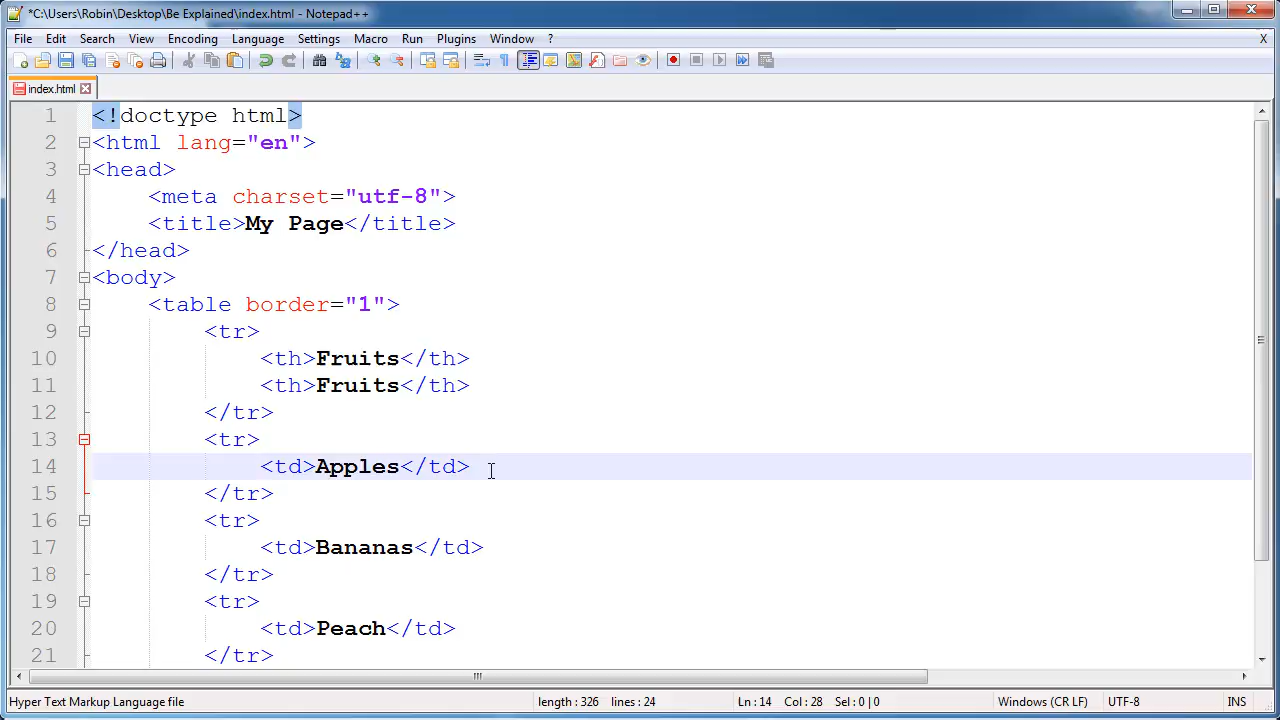 *C:\Users\Robin\Desktop\Be Explained\index.html - Notepad++
File Edit Search View Encoding Language Settings Macro Run Plugins Window ? X
index.html
1 <!doctype html>
2 <html lang="en">
3 <head>
4 <meta charset="utf-8">
5 <title>My Page</title>
6 </head>
7 <body>
8 <table border="1">
9 <tr>
10 <th>Fruits</th>
11 <th>Fruits</th>
12 </tr>
13 <tr>
14 <td>Apples</td>
15 </tr>
16 <tr>
17 <td>Bananas</td>
18 </tr>
19 <tr>
20 <td>Peach</td>
21 </tr>
Hyper Text Markup Language file length : 326 lines : 24 Ln : 14 Col : 28 Sel : 0 | 0 Windows (CR LF) UTF-8 INS